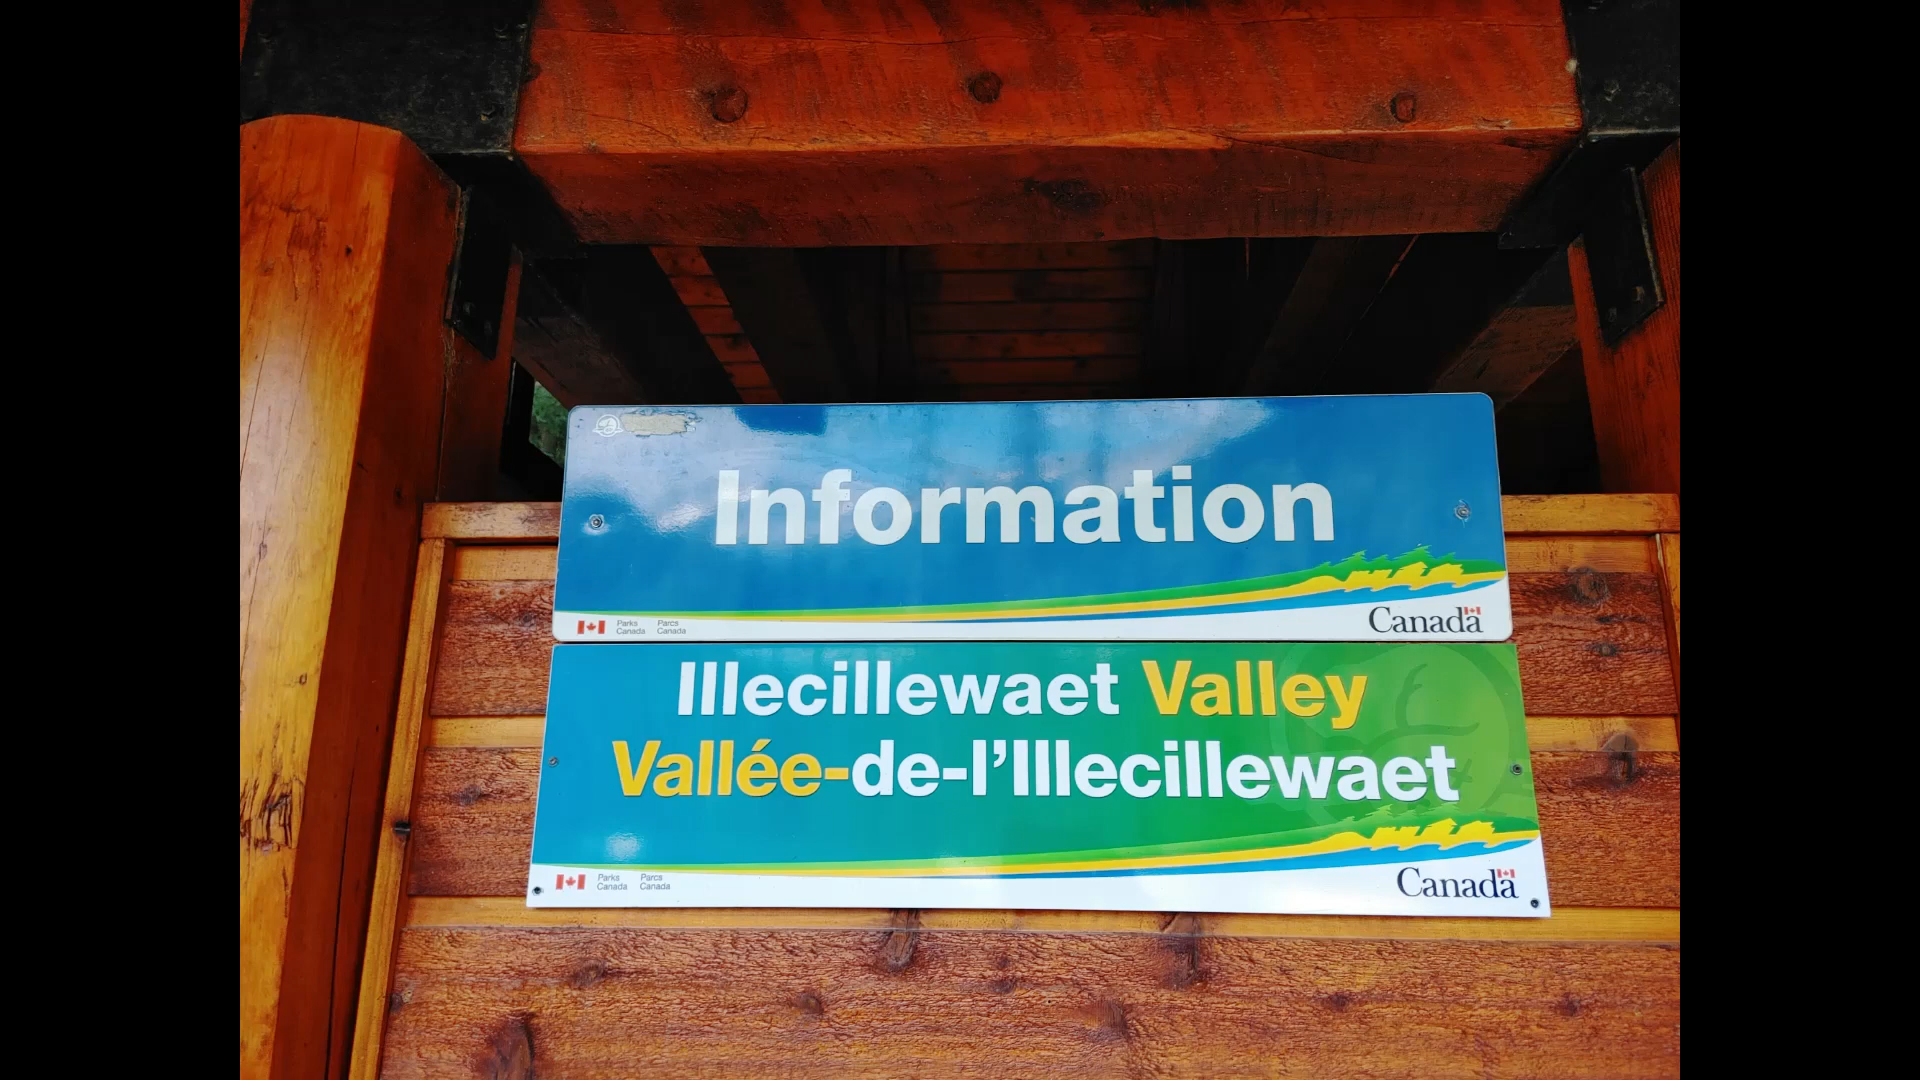 Information
Parks Canada Parcs Canada
Canada
Illecillewaet Valley
Vallée-de-l'Illecillewaet
Parks Canada Parcs Canada
Canada